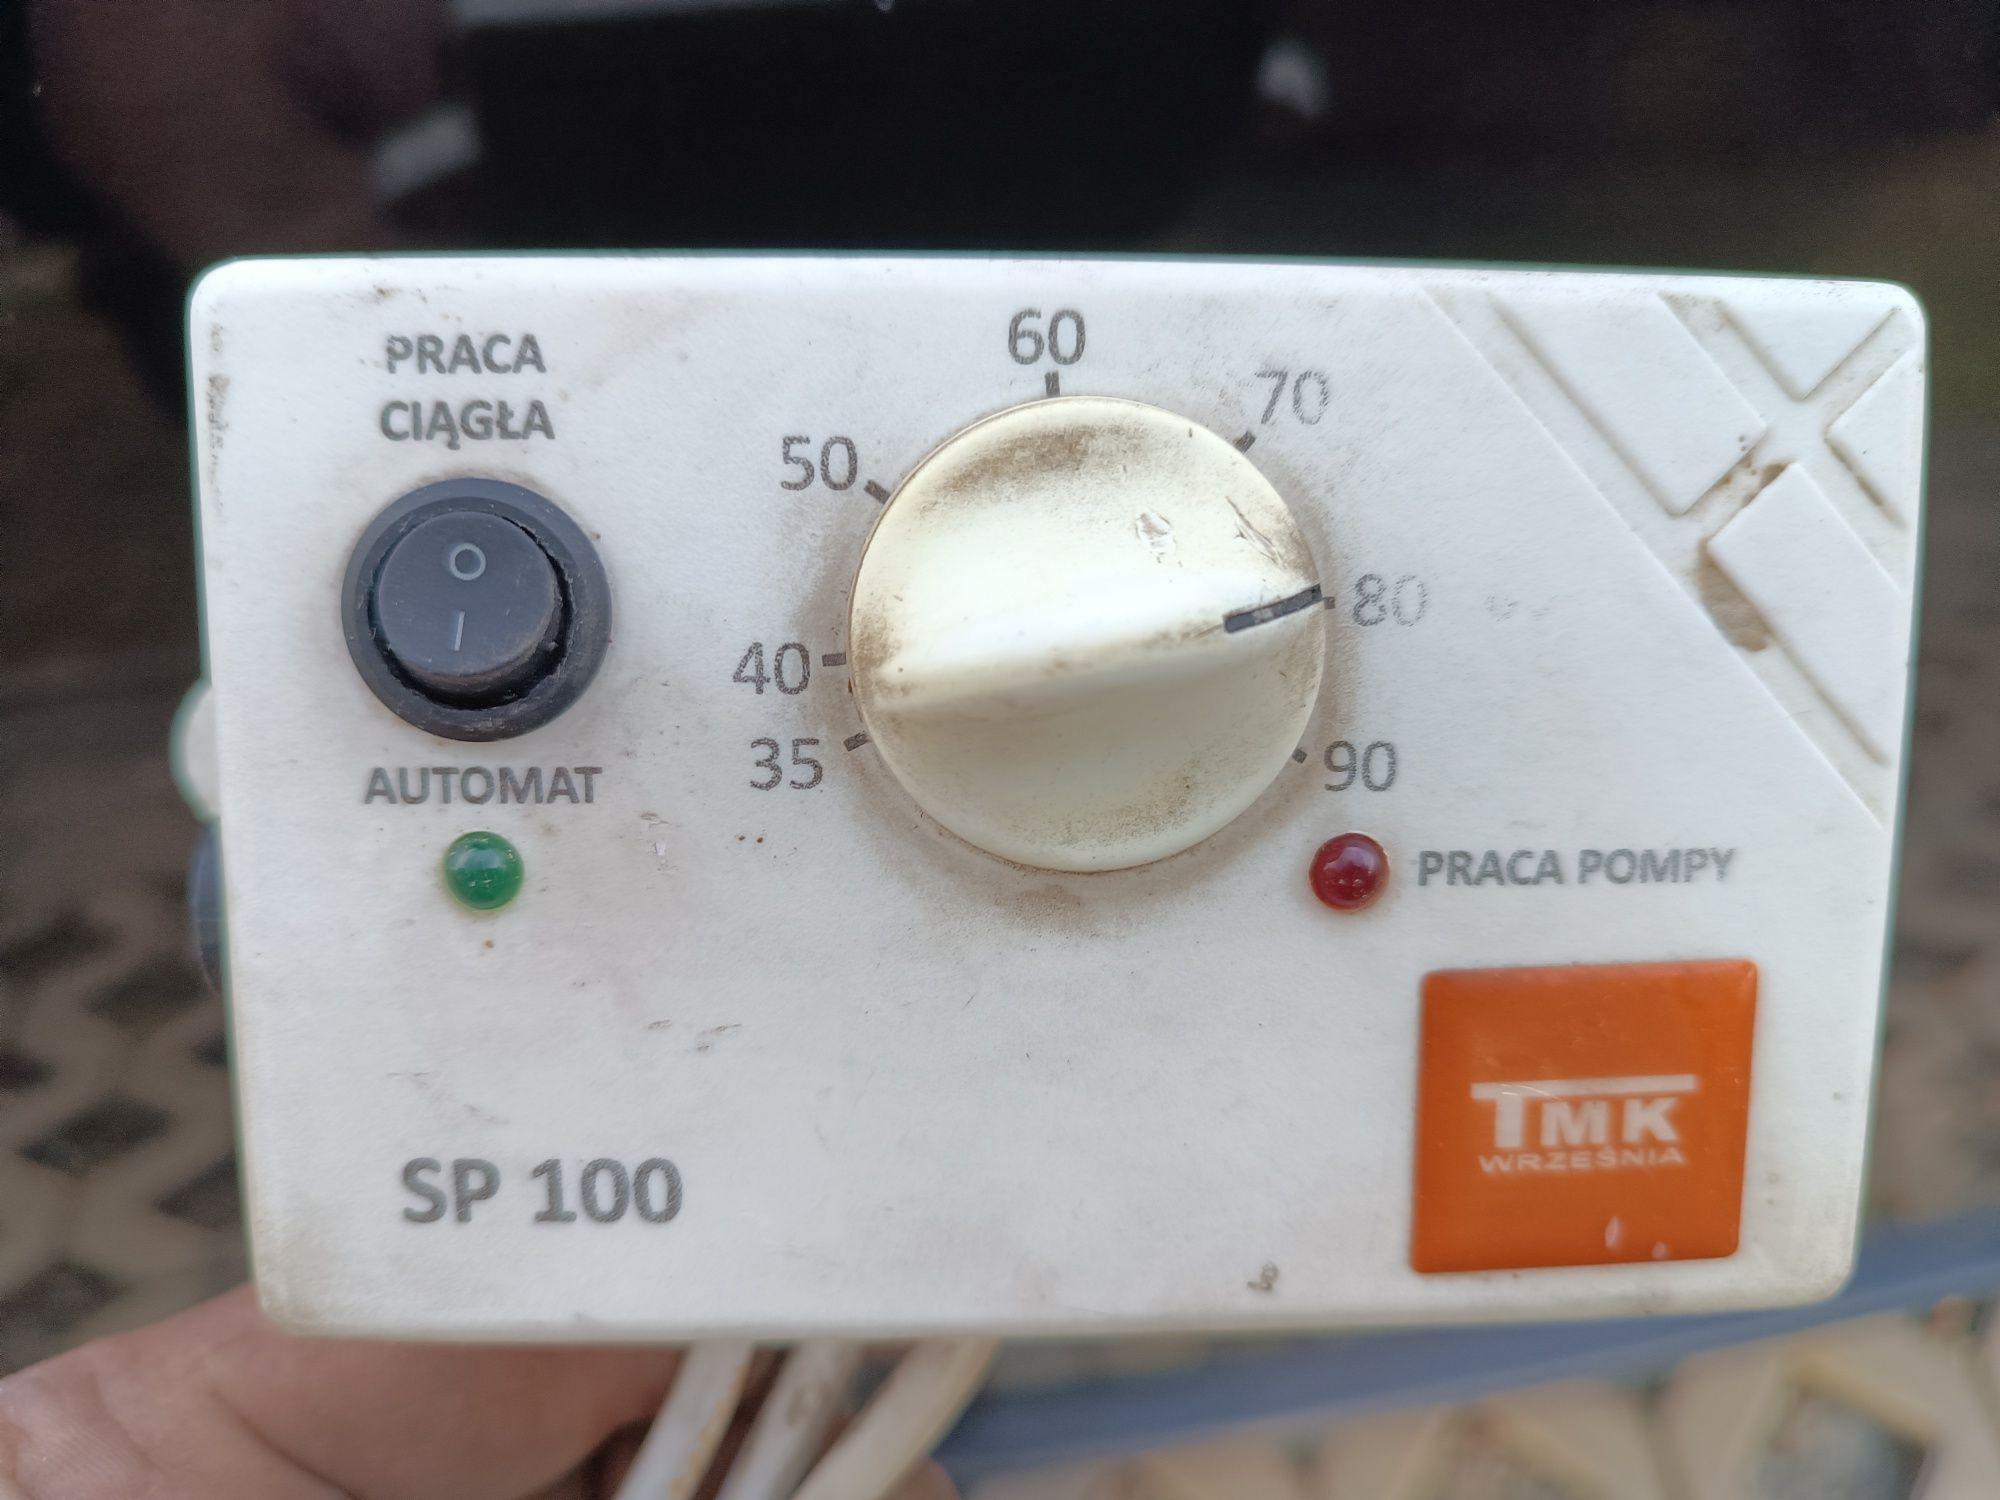 PRACA
CIĄGŁA
O
I
AUTOMAT
60
50
70
80
40
35
90
PRACA POMPY
SP 100
TMK
WRZEŚNIA